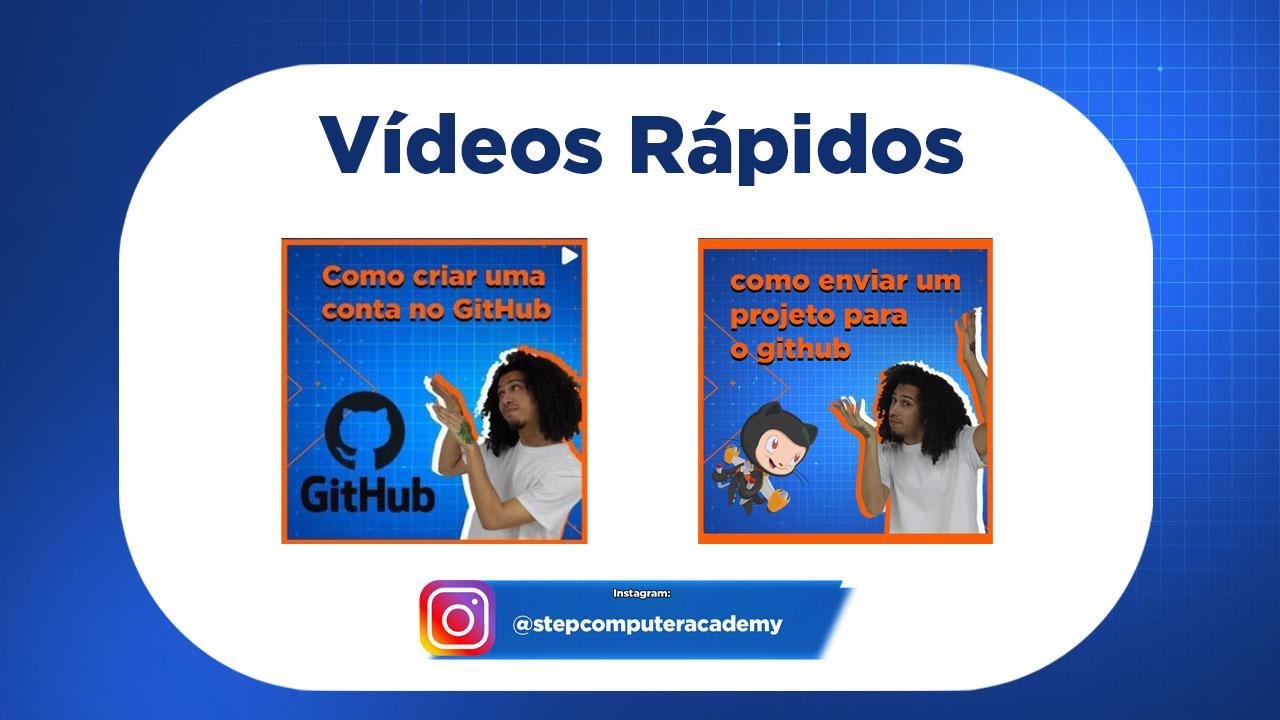 Vídeos Rápidos
Como criar uma
conta no GitHub
GitHub
como enviar um
projeto para
o github
Instagram:
@stepcomputeracademy